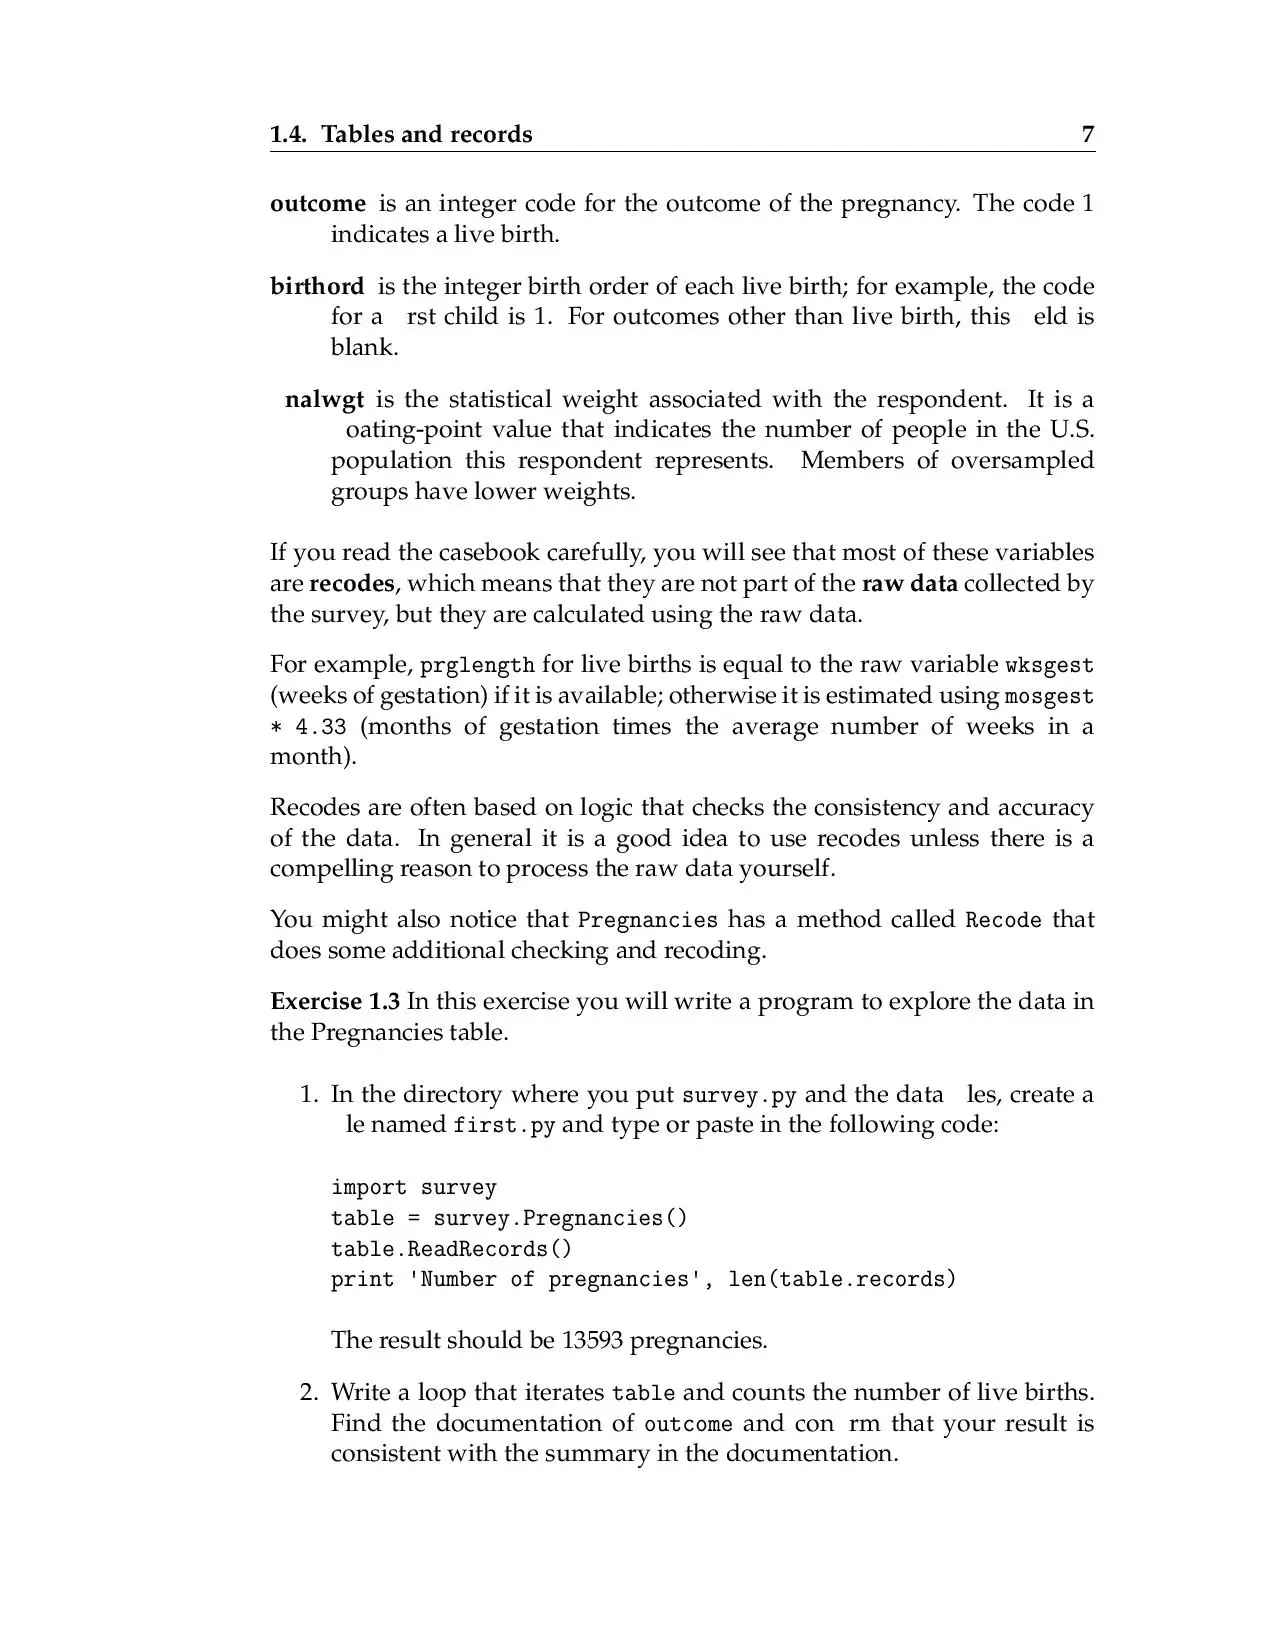 1.4. Tables and records 7
outcome is an integer code for the outcome of the pregnancy. The code 1
indicates a live birth.
birthord is the integer birth order of each live birth; for example, the code
for a rst child is 1. For outcomes other than live birth, this eld is
blank.
nalwgt is the statistical weight associated with the respondent. It is a
oating-point value that indicates the number of people in the U.S.
population this respondent represents. Members of oversampled
groups have lower weights.
If you read the casebook carefully, you will see that most of these variables
are recodes, which means that they are not part of the raw data collected by
the survey, but they are calculated using the raw data.
For example, prglength for live births is equal to the raw variable wksgest
(weeks of gestation) if it is available; otherwise it is estimated using mosgest
* 4.33 (months of gestation times the average number of weeks in a
month).
Recodes are often based on logic that checks the consistency and accuracy
of the data. In general it is a good idea to use recodes unless there is a
compelling reason to process the raw data yourself.
You might also notice that Pregnancies has a method called Recode that
does some additional checking and recoding.
Exercise 1.3 In this exercise you will write a program to explore the data in
the Pregnancies table.
1. In the directory where you put survey.py and the data les, create a
le named first.py and type or paste in the following code:
import survey
table = survey.Pregnancies()
table.ReadRecords()
print 'Number of pregnancies', len(table.records)
The result should be 13593 pregnancies.
2. Write a loop that iterates table and counts the number of live births.
Find the documentation of outcome and con rm that your result is
consistent with the summary in the documentation.